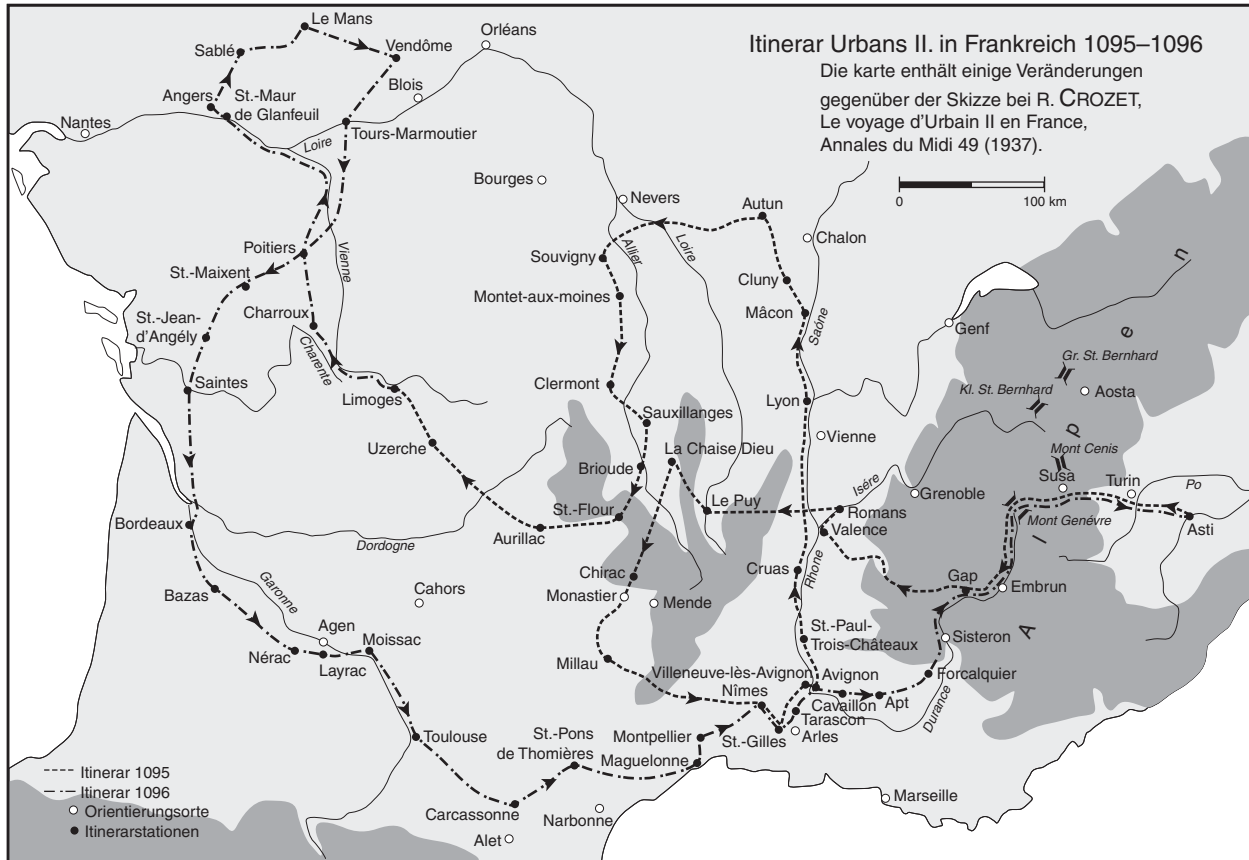 Itinerar Urbans II. in Frankreich 1095–1096
Die karte enthält einige Veränderungen
gegenüber der Skizze bei R. CROZET,
Le voyage d'Urbain II en France,
Annales du Midi 49 (1937).
0 100 km
Le Mans
Sablé
Vendôme
Orléans
Blois
Angers
St.-Maur
de Glanfeuil
Nantes
Tours-Marmoutier
Loire
Bourges
Nevers
Autun
Chalon
Poitiers
Vienne
Allier
Loire
Souvigny
St.-Maixent
Cluny
Montet-aux-moines
Mâcon
Saóne
Charroux
St.-Jean-
d'Angély
Genf
Charente
Gr. St. Bernhard
Kl. St. Bernhard
Aosta
Saintes
Limoges
Clermont
Lyon
Sauxillanges
Vienne
Uzerche
La Chaise Dieu
Mont Cenis
Brioude
Susa
Turin
Po
Isére
Grenoble
Le Puy
Romans
St.-Flour
Valence
Mont Genévre
Asti
Bordeaux
Aurillac
Dordogne
Cruas
Rhone
Chirac
Gap
Embrun
Garonne
Bazas
Cahors
Monastier
Mende
A l p e n
Agen
Moissac
St.-Paul-
Trois-Châteaux
Sisteron
Nérac
Layrac
Millau
Villeneuve-lès-Avignon
Avignon
Forcalquier
Nîmes
Cavaillon
Apt
Durance
Tarascon
Toulouse
St.-Pons
de Thomières
Montpellier
St.-Gilles
Arles
Maguelonne
Itinerar 1095
Itinerar 1096
Orientierungsorte
Itinerarstationen
Carcassonne
Narbonne
Marseille
Alet